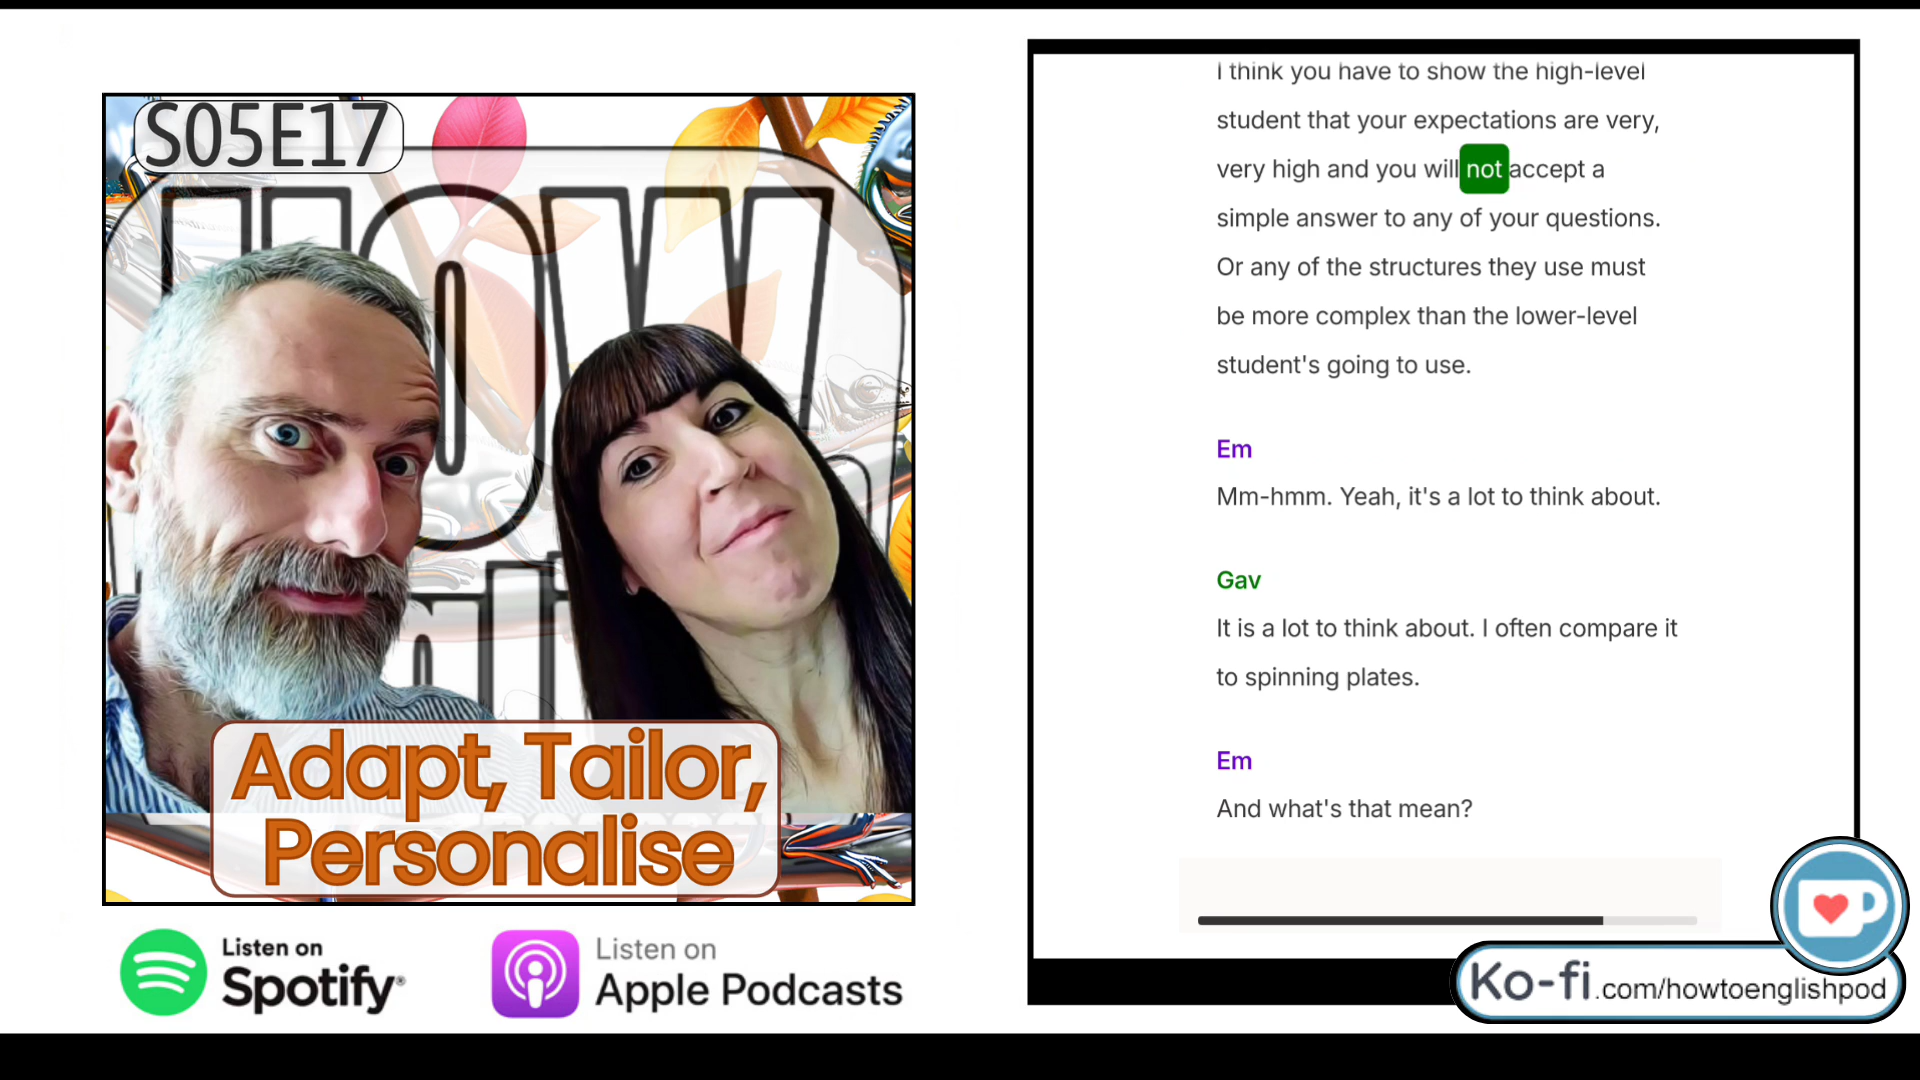 S05E17
HOW
Adapt, Tailor,
Personalise
Listen on
Spotify®
Listen on
Apple Podcasts
I think you have to show the high-level
student that your expectations are very,
very high and you will not accept a
simple answer to any of your questions.
Or any of the structures they use must
be more complex than the lower-level
student's going to use.
Em
Mm-hmm. Yeah, it's a lot to think about.
Gav
It is a lot to think about. I often compare it
to spinning plates.
Em
And what's that mean?
Ko-fi.com/howtoenglishpod